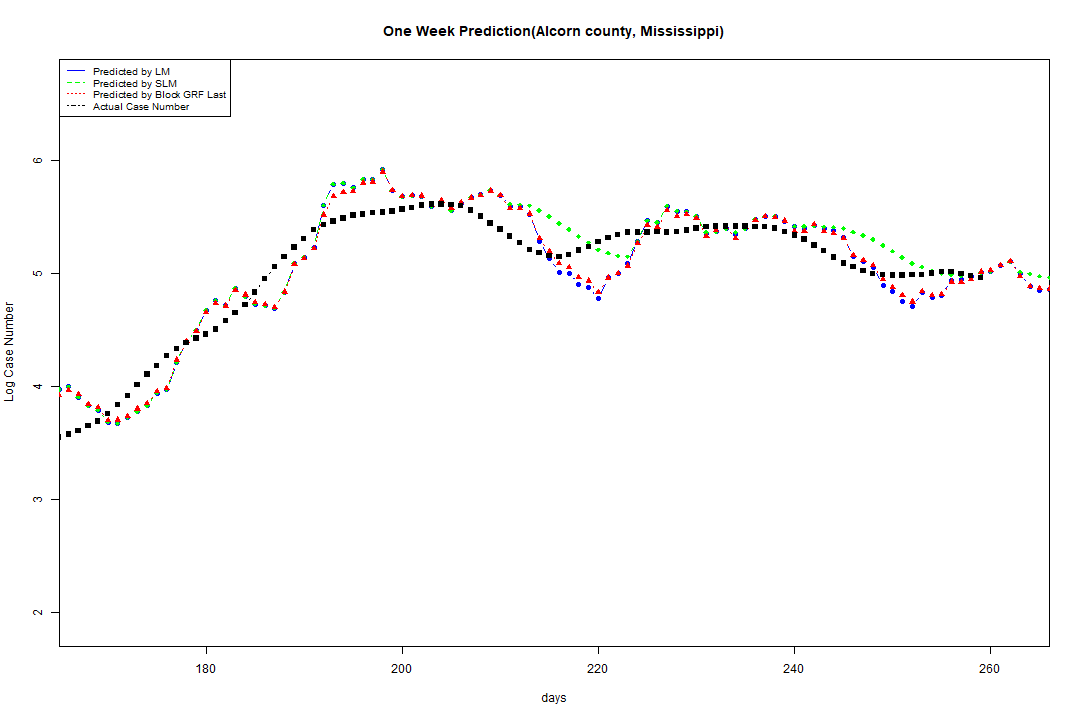 One Week Prediction(Alcorn county, Mississippi)
Predicted by LM
Predicted by SLM
Predicted by Block GRF Last
Actual Case Number
6
5
4
3
2
Log Case Number
180 200 220 240 260
days